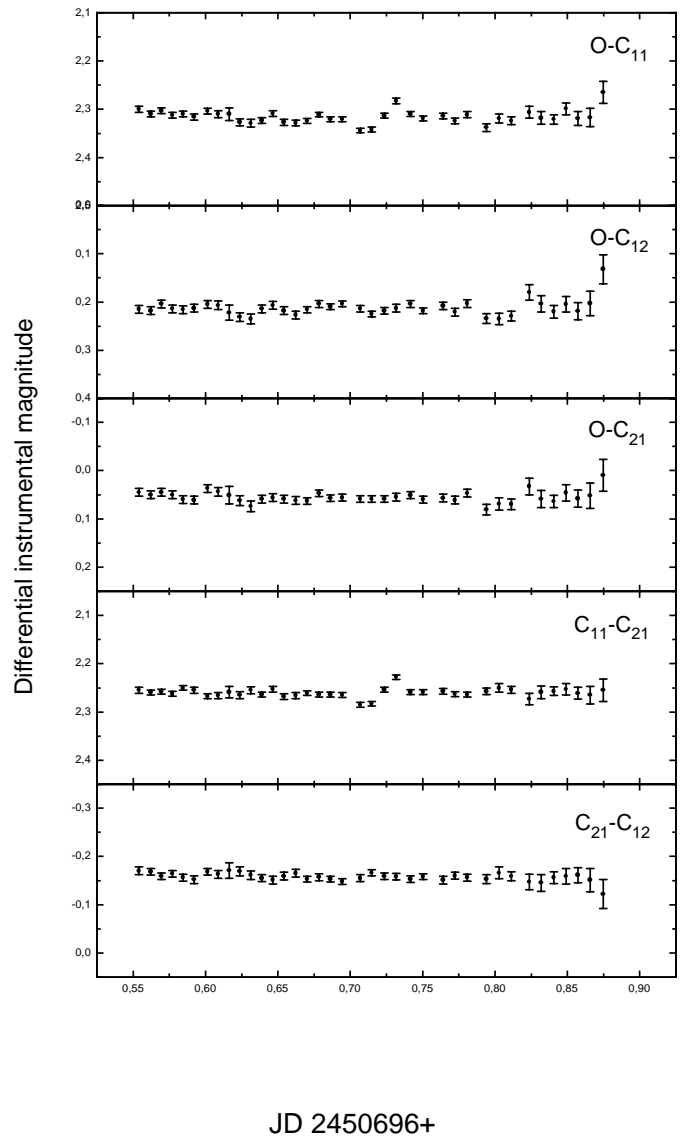 2,1
O-C11
2,2
2,3
2,4
O-C12
0,1
0,2
0,3
0,4
-0,1
O-C21
0,0
0,1
0,2
2,1
C11-C21
2,2
2,3
2,4
-0,3
C21-C12
-0,2
-0,1
0,0
0,55 0,60 0,65 0,70 0,75 0,80 0,85 0,90
Differential instrumental magnitude
JD 2450696+